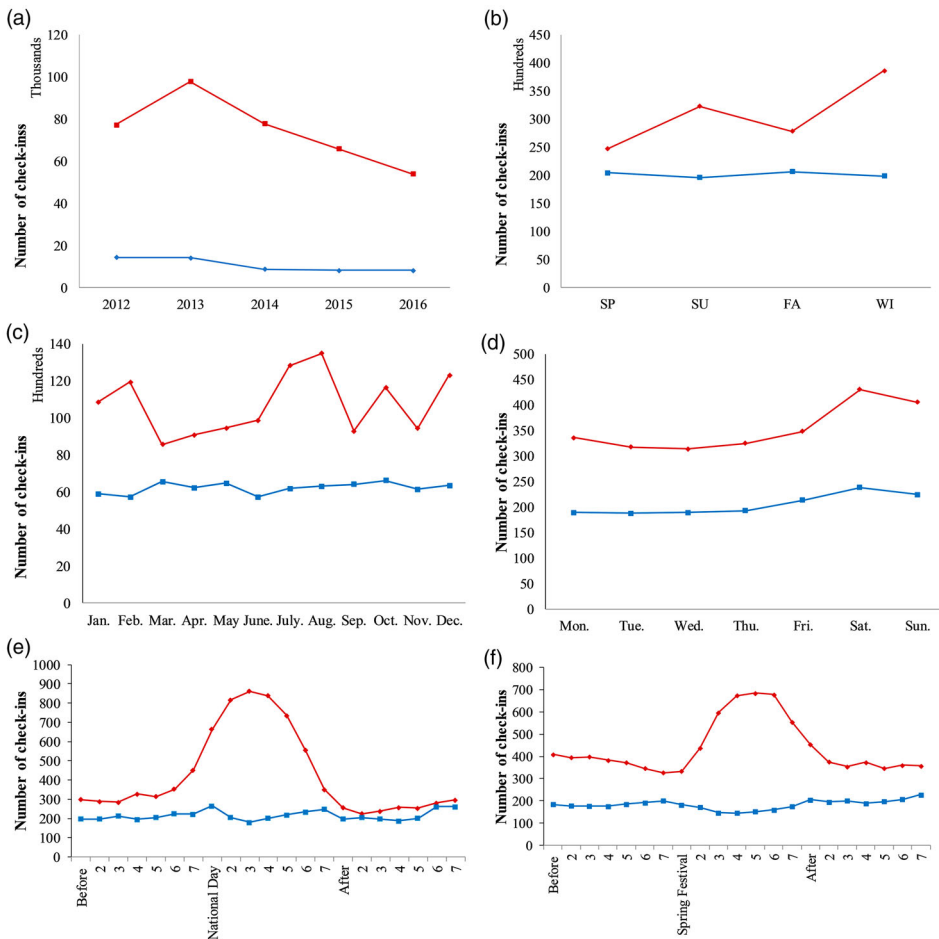 (a)
Number of check-inss
Thousands
120
100
80
60
40
20
0
2012 2013 2014 2015 2016
(b)
Number of check-inss
Hundreds
450
400
350
300
250
200
150
100
50
0
SP SU FA WI
(c)
Number of check-ins
Hundreds
140
120
100
80
60
40
20
0
Jan. Feb. Mar. Apr. May June. July. Aug. Sep. Oct. Nov. Dec.
(d)
Number of check-ins
500
450
400
350
300
250
200
150
100
50
0
Mon. Tue. Wed. Thu. Fri. Sat. Sun.
(e)
Number of check-ins
1000
900
800
700
600
500
400
300
200
100
0
Before 2 3 4 5 6 7 National Day 2 3 4 5 6 7 After 2 3 4 5 6 7
(f)
Number of check-ins
800
700
600
500
400
300
200
100
0
Before 2 3 4 5 6 7 Spring Festival 2 3 4 5 6 7 After 2 3 4 5 6 7